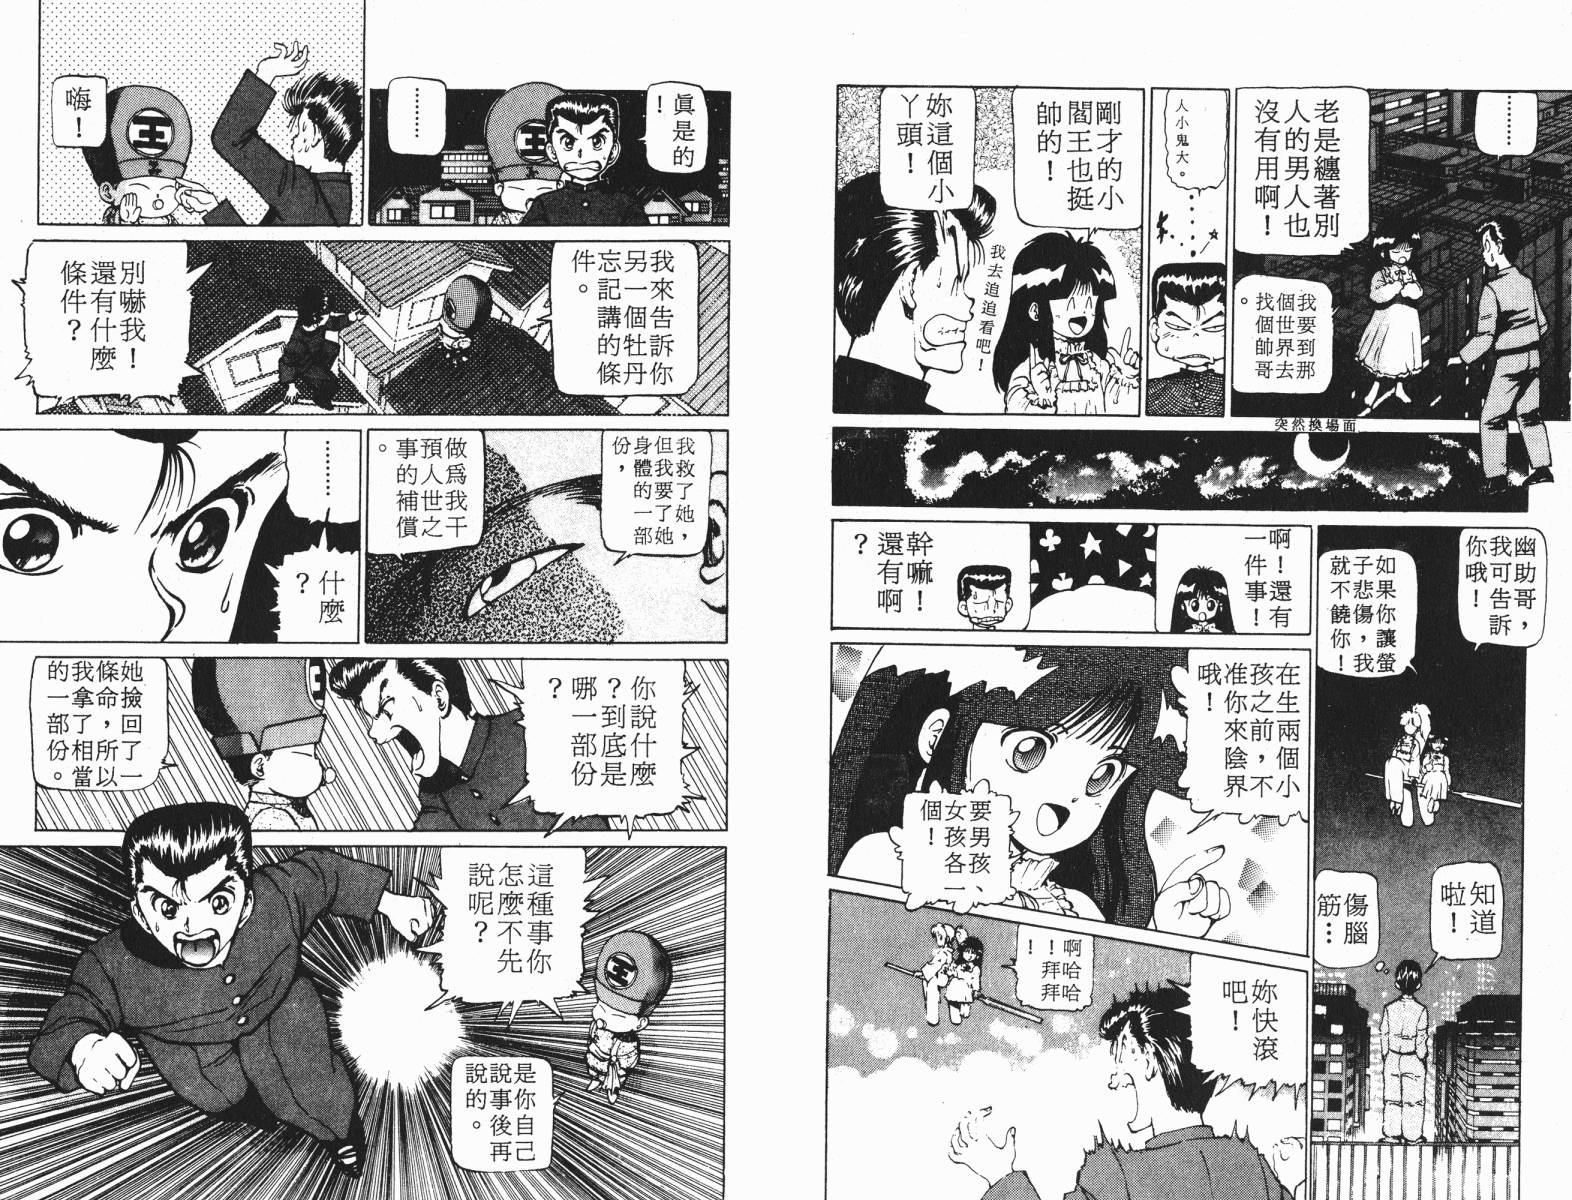 ⋯⋯⋯
老是纏著別
人的男人也
沒有用啊！
我要到那
個世界去
找個帥哥
。
人小鬼大。
⋯⋯⋯
剛才的小
閻王也挺
帥的！
我去追追看吧！
妳這個小
丫頭！
突然換場面
幽助哥，
我可告訴
你哦！
如果你讓螢
子悲傷，我
就不饒你！
知道
啦！
傷腦
筋⋯
啊！還有
一件事！
幹嘛！
還有啊
？
在生兩個小
孩之前，不
准你來陰界
哦！
要男孩、
女孩各一
個！
啊哈哈
！拜拜
！
妳快滾
吧！
眞是的
！
⋯⋯⋯
王
嗨！
王
我來告訴你
另一個牡丹
忘記講的條
件。
別嚇我！
還有什麼
條件？
我救了她，
但我要了她
身體的一部
份，
做爲我干
預人世之
事的補償
。
⋯⋯⋯
什麼
？
你說什麼
？到底是
哪一部份
？
王
她撿回了一
條命，所以
我拿了相當
的一部份。
這種事你
怎麼不先
說呢？
王
是你自己
說事後再
說的。